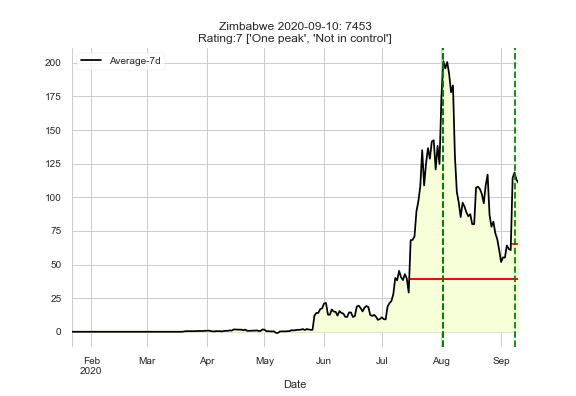 Zimbabwe 2020-09-10: 7453
Rating:7 ['One peak', 'Not in control']
Average-7d
200
175
150
125
100
75
50
25
0
Feb
2020
Mar
Apr
May
Jun
Jul
Aug
Sep
Date